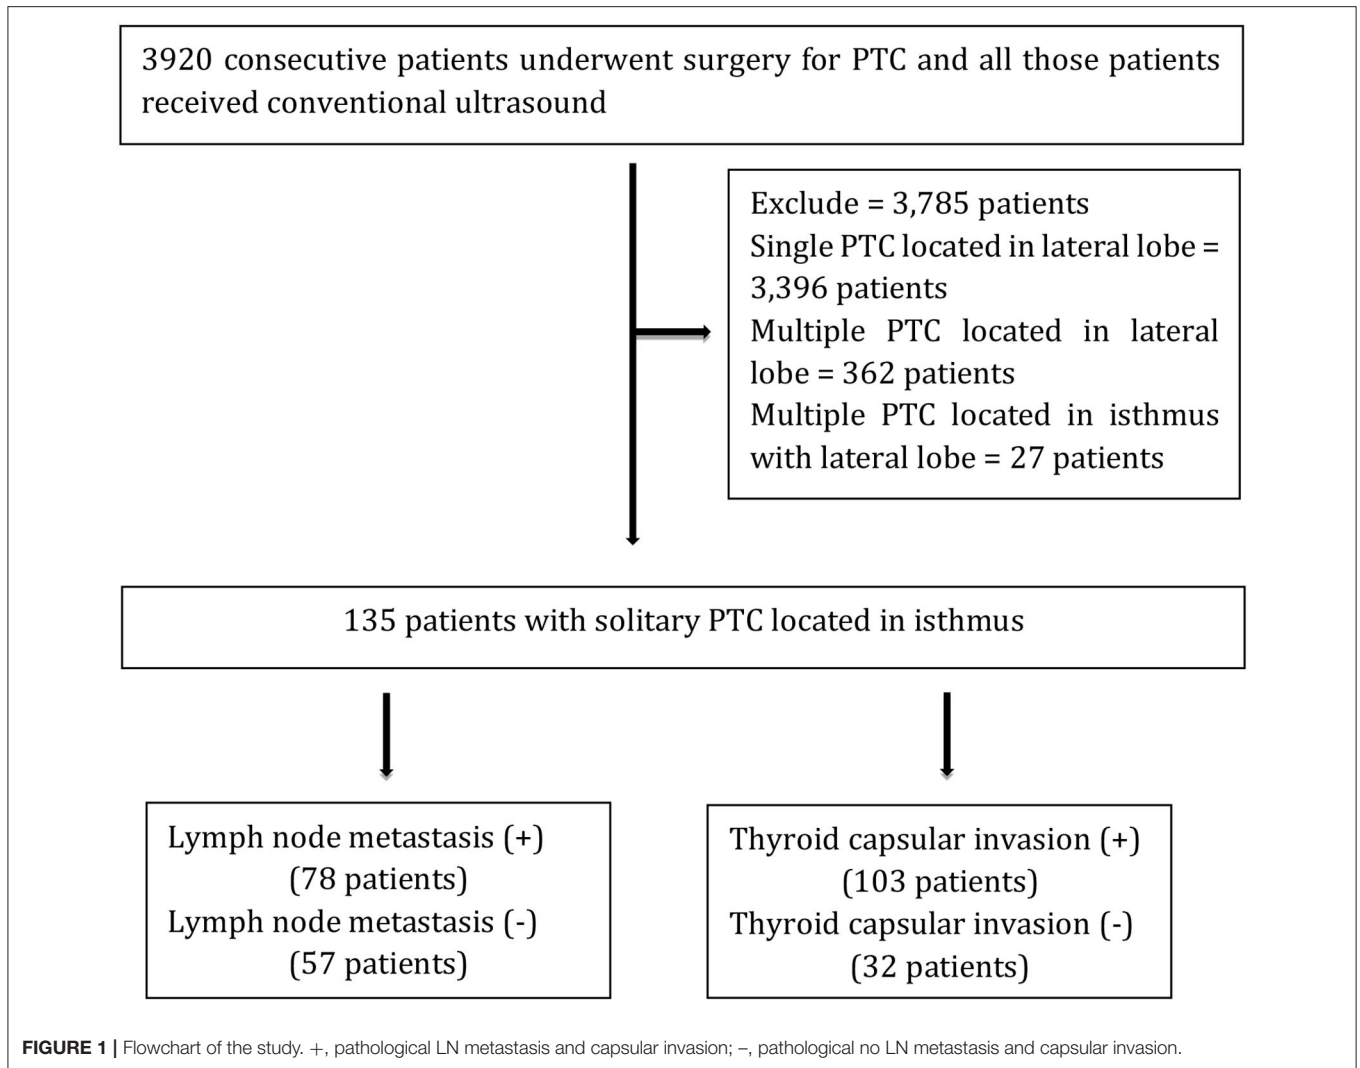 3920 consecutive patients underwent surgery for PTC and all those patients
received conventional ultrasound
Exclude = 3,785 patients
Single PTC located in lateral lobe =
3,396 patients
Multiple PTC located in lateral
lobe = 362 patients
Multiple PTC located in isthmus
with lateral lobe = 27 patients
135 patients with solitary PTC located in isthmus
Lymph node metastasis (+)
(78 patients)
Lymph node metastasis (-)
(57 patients)
Thyroid capsular invasion (+)
(103 patients)
Thyroid capsular invasion (-)
(32 patients)
FIGURE 1 | Flowchart of the study. +, pathological LN metastasis and capsular invasion; –, pathological no LN metastasis and capsular invasion.